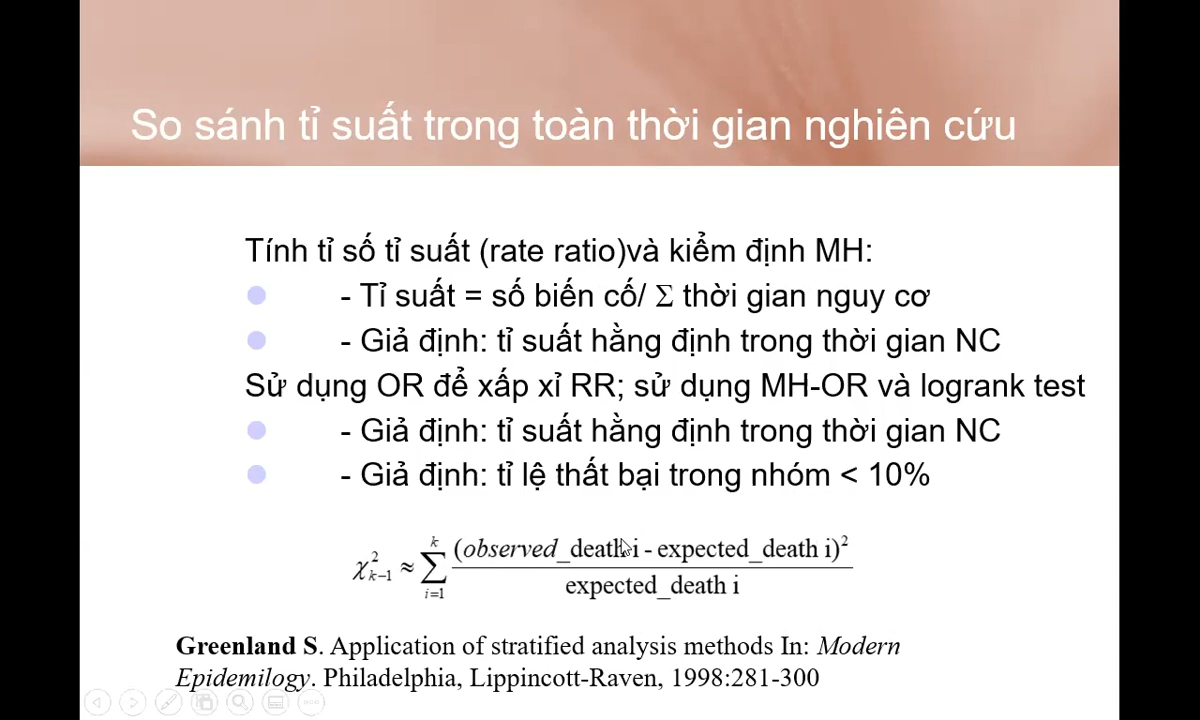 So sánh tỉ suất trong toàn thời gian nghiên cứu
Tính tỉ số tỉ suất (rate ratio)và kiểm định MH:
- Tỉ suất = số biến cố/ Σ thời gian nguy cơ
- Giả định: tỉ suất hằng định trong thời gian NC
Sử dụng OR để xấp xỉ RR; sử dụng MH-OR và logrank test
- Giả định: tỉ suất hằng định trong thời gian NC
- Giả định: tỉ lệ thất bại trong nhóm < 10%
χ²ₖ₋₁ ≈ Σᵢ₌₁ᵏ (observed_death i - expected_death i)² / expected_death i
Greenland S. Application of stratified analysis methods In: Modern
Epidemilogy. Philadelphia, Lippincott-Raven, 1998:281-300